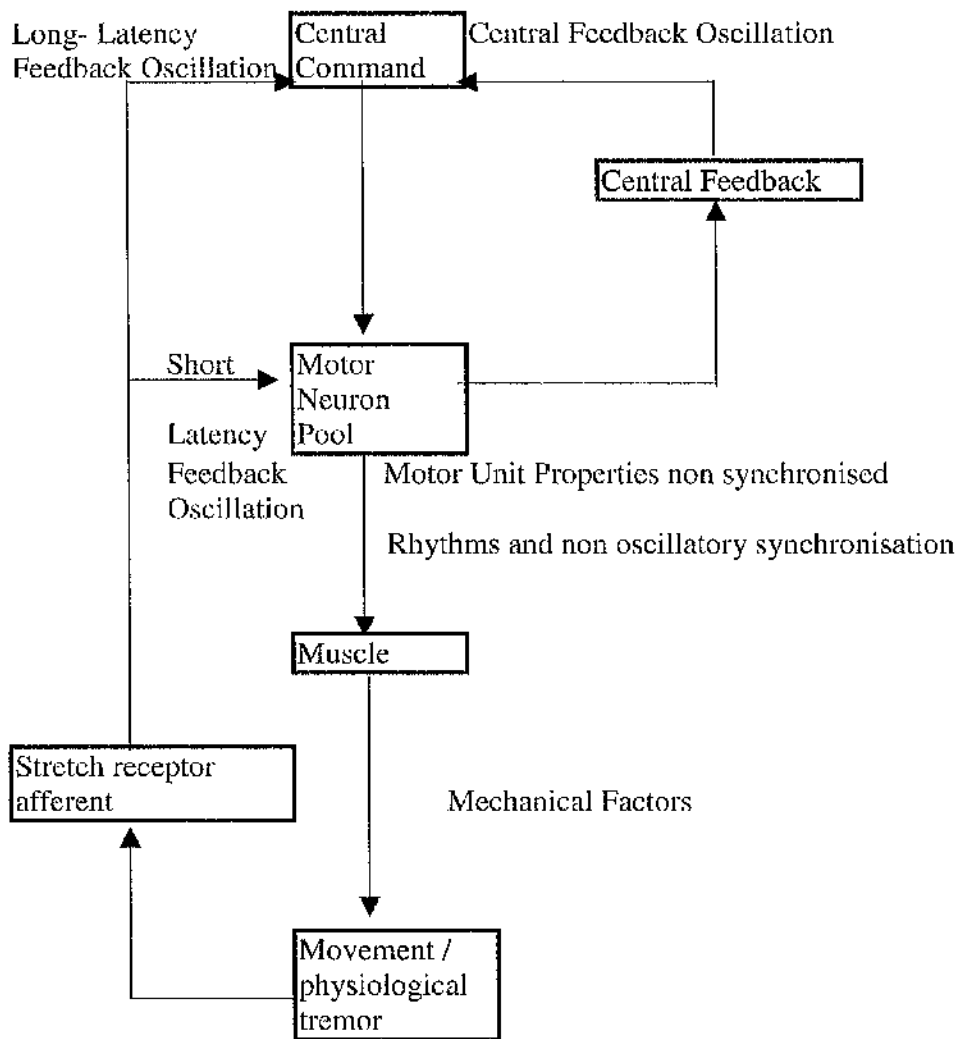 Long- Latency
Feedback Oscillation
Central
Command
Central Feedback Oscillation
Central Feedback
Short
Latency
Feedback
Oscillation
Motor
Neuron
Pool
Motor Unit Properties non synchronised
Rhythms and non oscillatory synchronisation
Muscle
Stretch receptor
afferent
Mechanical Factors
Movement /
physiological
tremor